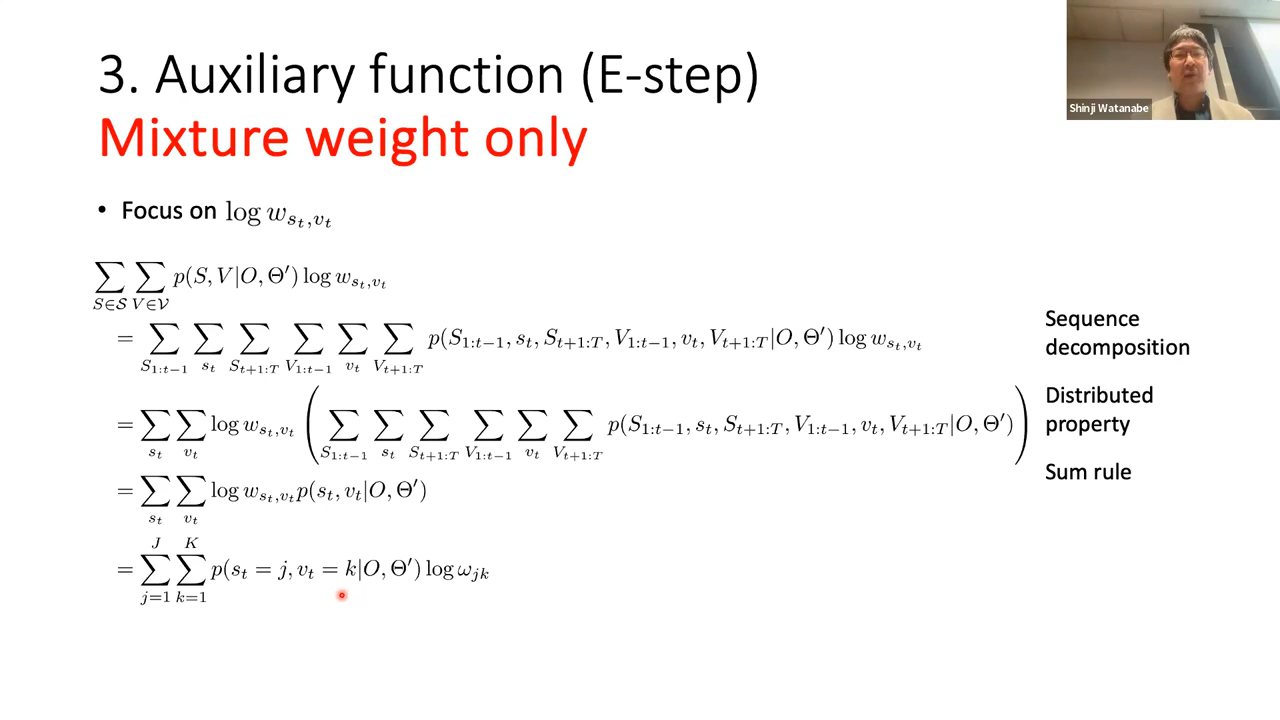 3. Auxiliary function (E-step)
Mixture weight only
Shinji Watanabe
• Focus on log w_{s_t,v_t}
∑_{S∈𝒮} ∑_{V∈𝒱} p(S, V|O, Θ′) log w_{s_t,v_t}
= ∑_{S_{1:t−1}} ∑_{s_t} ∑_{S_{t+1:T}} ∑_{V_{1:t−1}} ∑_{v_t} ∑_{V_{t+1:T}} p(S_{1:t−1}, s_t, S_{t+1:T}, V_{1:t−1}, v_t, V_{t+1:T}|O, Θ′) log w_{s_t,v_t}
= ∑_{s_t} ∑_{v_t} log w_{s_t,v_t} ( ∑_{S_{1:t−1}} ∑_{s_t} ∑_{S_{t+1:T}} ∑_{V_{1:t−1}} ∑_{v_t} ∑_{V_{t+1:T}} p(S_{1:t−1}, s_t, S_{t+1:T}, V_{1:t−1}, v_t, V_{t+1:T}|O, Θ′) )
= ∑_{s_t} ∑_{v_t} log w_{s_t,v_t} p(s_t, v_t|O, Θ′)
= ∑_{j=1}^{J} ∑_{k=1}^{K} p(s_t = j, v_t = k|O, Θ′) log ω_{jk}
Sequence
decomposition
Distributed
property
Sum rule